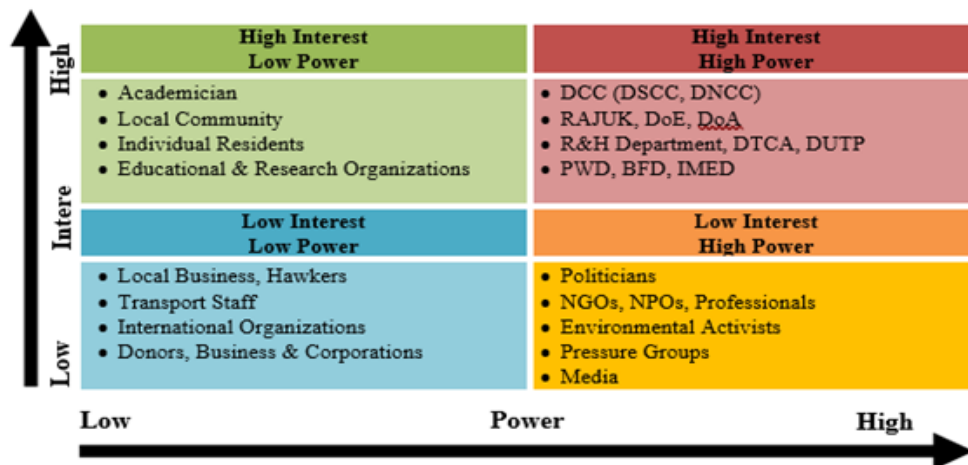 High
High Interest
Low Power
High Interest
High Power
• Academician
• Local Community
• Individual Residents
• Educational & Research Organizations
• DCC (DSCC, DNCC)
• RAJUK, DoE, DoA
• R&H Department, DTCA, DUTP
• PWD, BFD, IMED
Intere
Low Interest
Low Power
Low Interest
High Power
• Local Business, Hawkers
• Transport Staff
• International Organizations
• Donors, Business & Corporations
• Politicians
• NGOs, NPOs, Professionals
• Environmental Activists
• Pressure Groups
• Media
Low
Low
Power
High